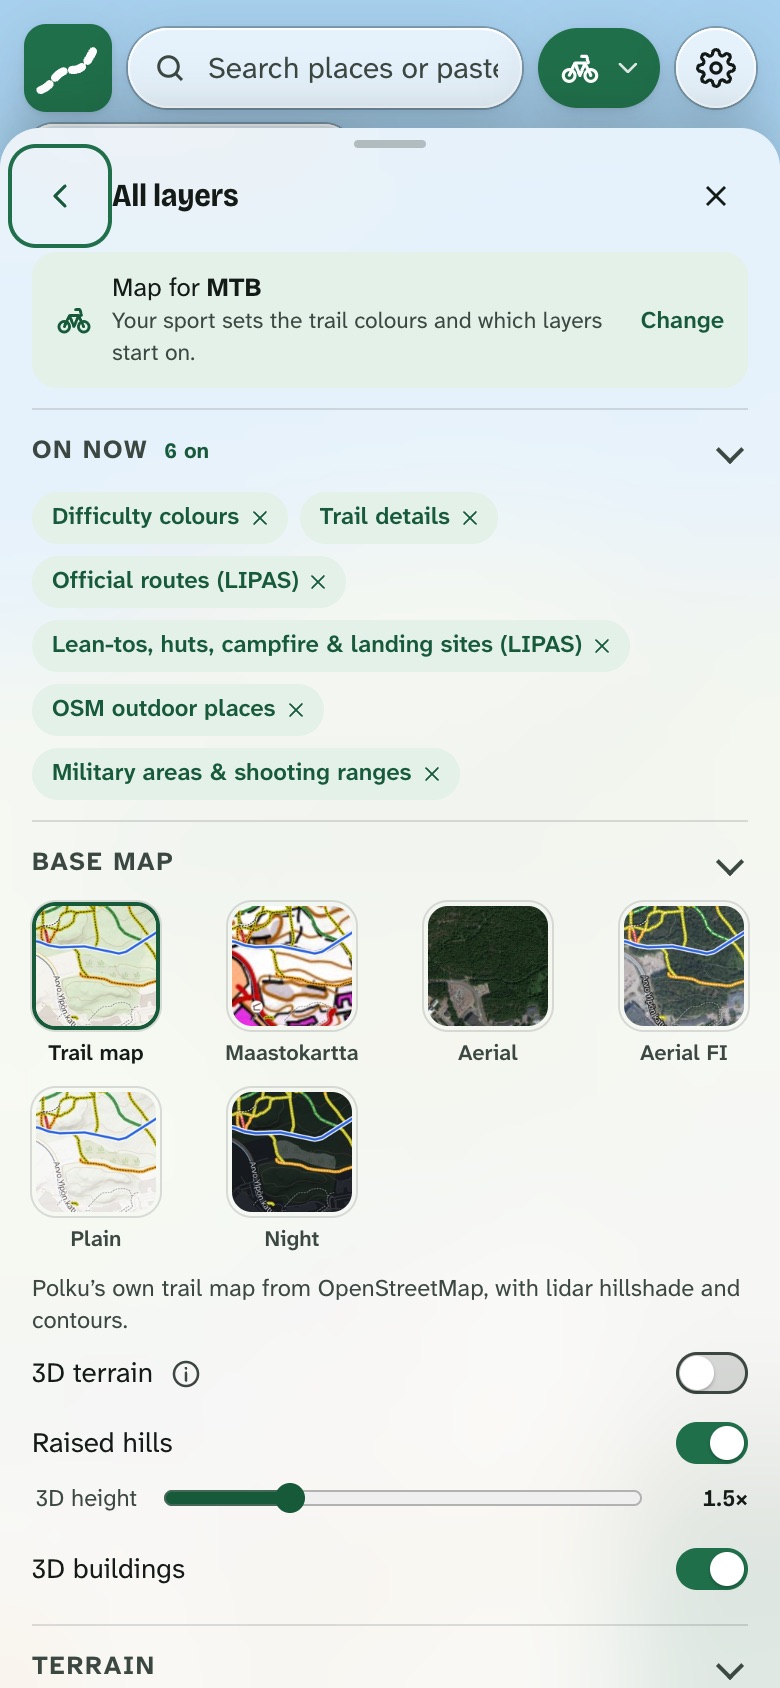 Search places or paste
All layers
Map for MTB
Your sport sets the trail colours and which layers
start on.
Change
ON NOW 6 on
Difficulty colours
Trail details
Official routes (LIPAS)
Lean-tos, huts, campfire & landing sites (LIPAS)
OSM outdoor places
Military areas & shooting ranges
BASE MAP
Trail map
Maastokartta
Aerial
Aerial FI
Plain
Night
Polku’s own trail map from OpenStreetMap, with lidar hillshade and
contours.
3D terrain
Raised hills
3D height
1.5×
3D buildings
TERRAIN